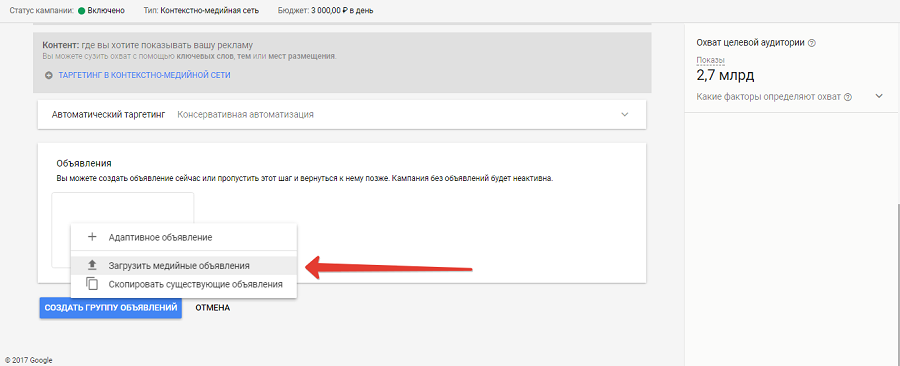 Статус кампании: Включено Тип: Контекстно-медийная сеть Бюджет: 3 000,00 ₽ в день
Контент: где вы хотите показывать вашу рекламу
Вы можете сузить охват с помощью ключевых слов, тем или мест размещения.
ТАРГЕТИНГ В КОНТЕКСТНО-МЕДИЙНОЙ СЕТИ
Автоматический таргетинг Консервативная автоматизация
Объявления
Вы можете создать объявление сейчас или пропустить этот шаг и вернуться к нему позже. Кампания без объявлений будет неактивна.
Адаптивное объявление
Загрузить медийные объявления
Скопировать существующие объявления
СОЗДАТЬ ГРУППУ ОБЪЯВЛЕНИЙ ОТМЕНА
© 2017 Google
Охват целевой аудитории
Показы
2,7 млрд
Какие факторы определяют охват